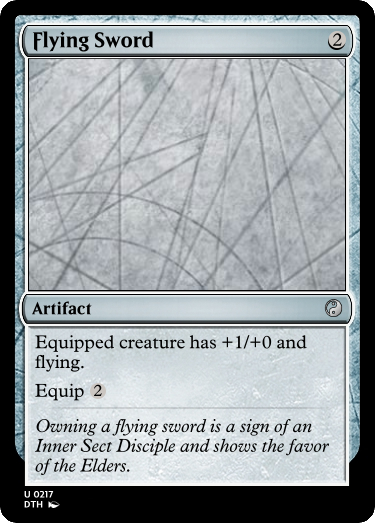 Flying Sword 2
Artifact
Equipped creature has +1/+0 and
flying.
Equip 2
Owning a flying sword is a sign of an
Inner Sect Disciple and shows the favor
of the Elders.
U 0217
DTH